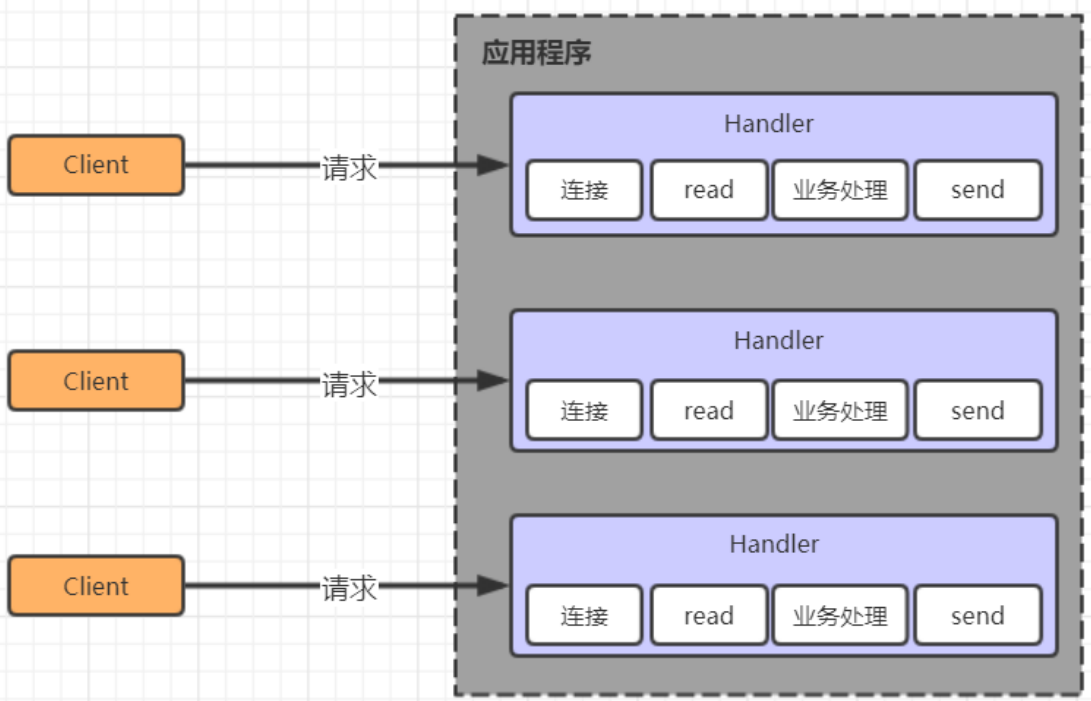 应用程序
Handler
Client
请求
连接
read
业务处理
send
Handler
Client
请求
连接
read
业务处理
send
Handler
Client
请求
连接
read
业务处理
send